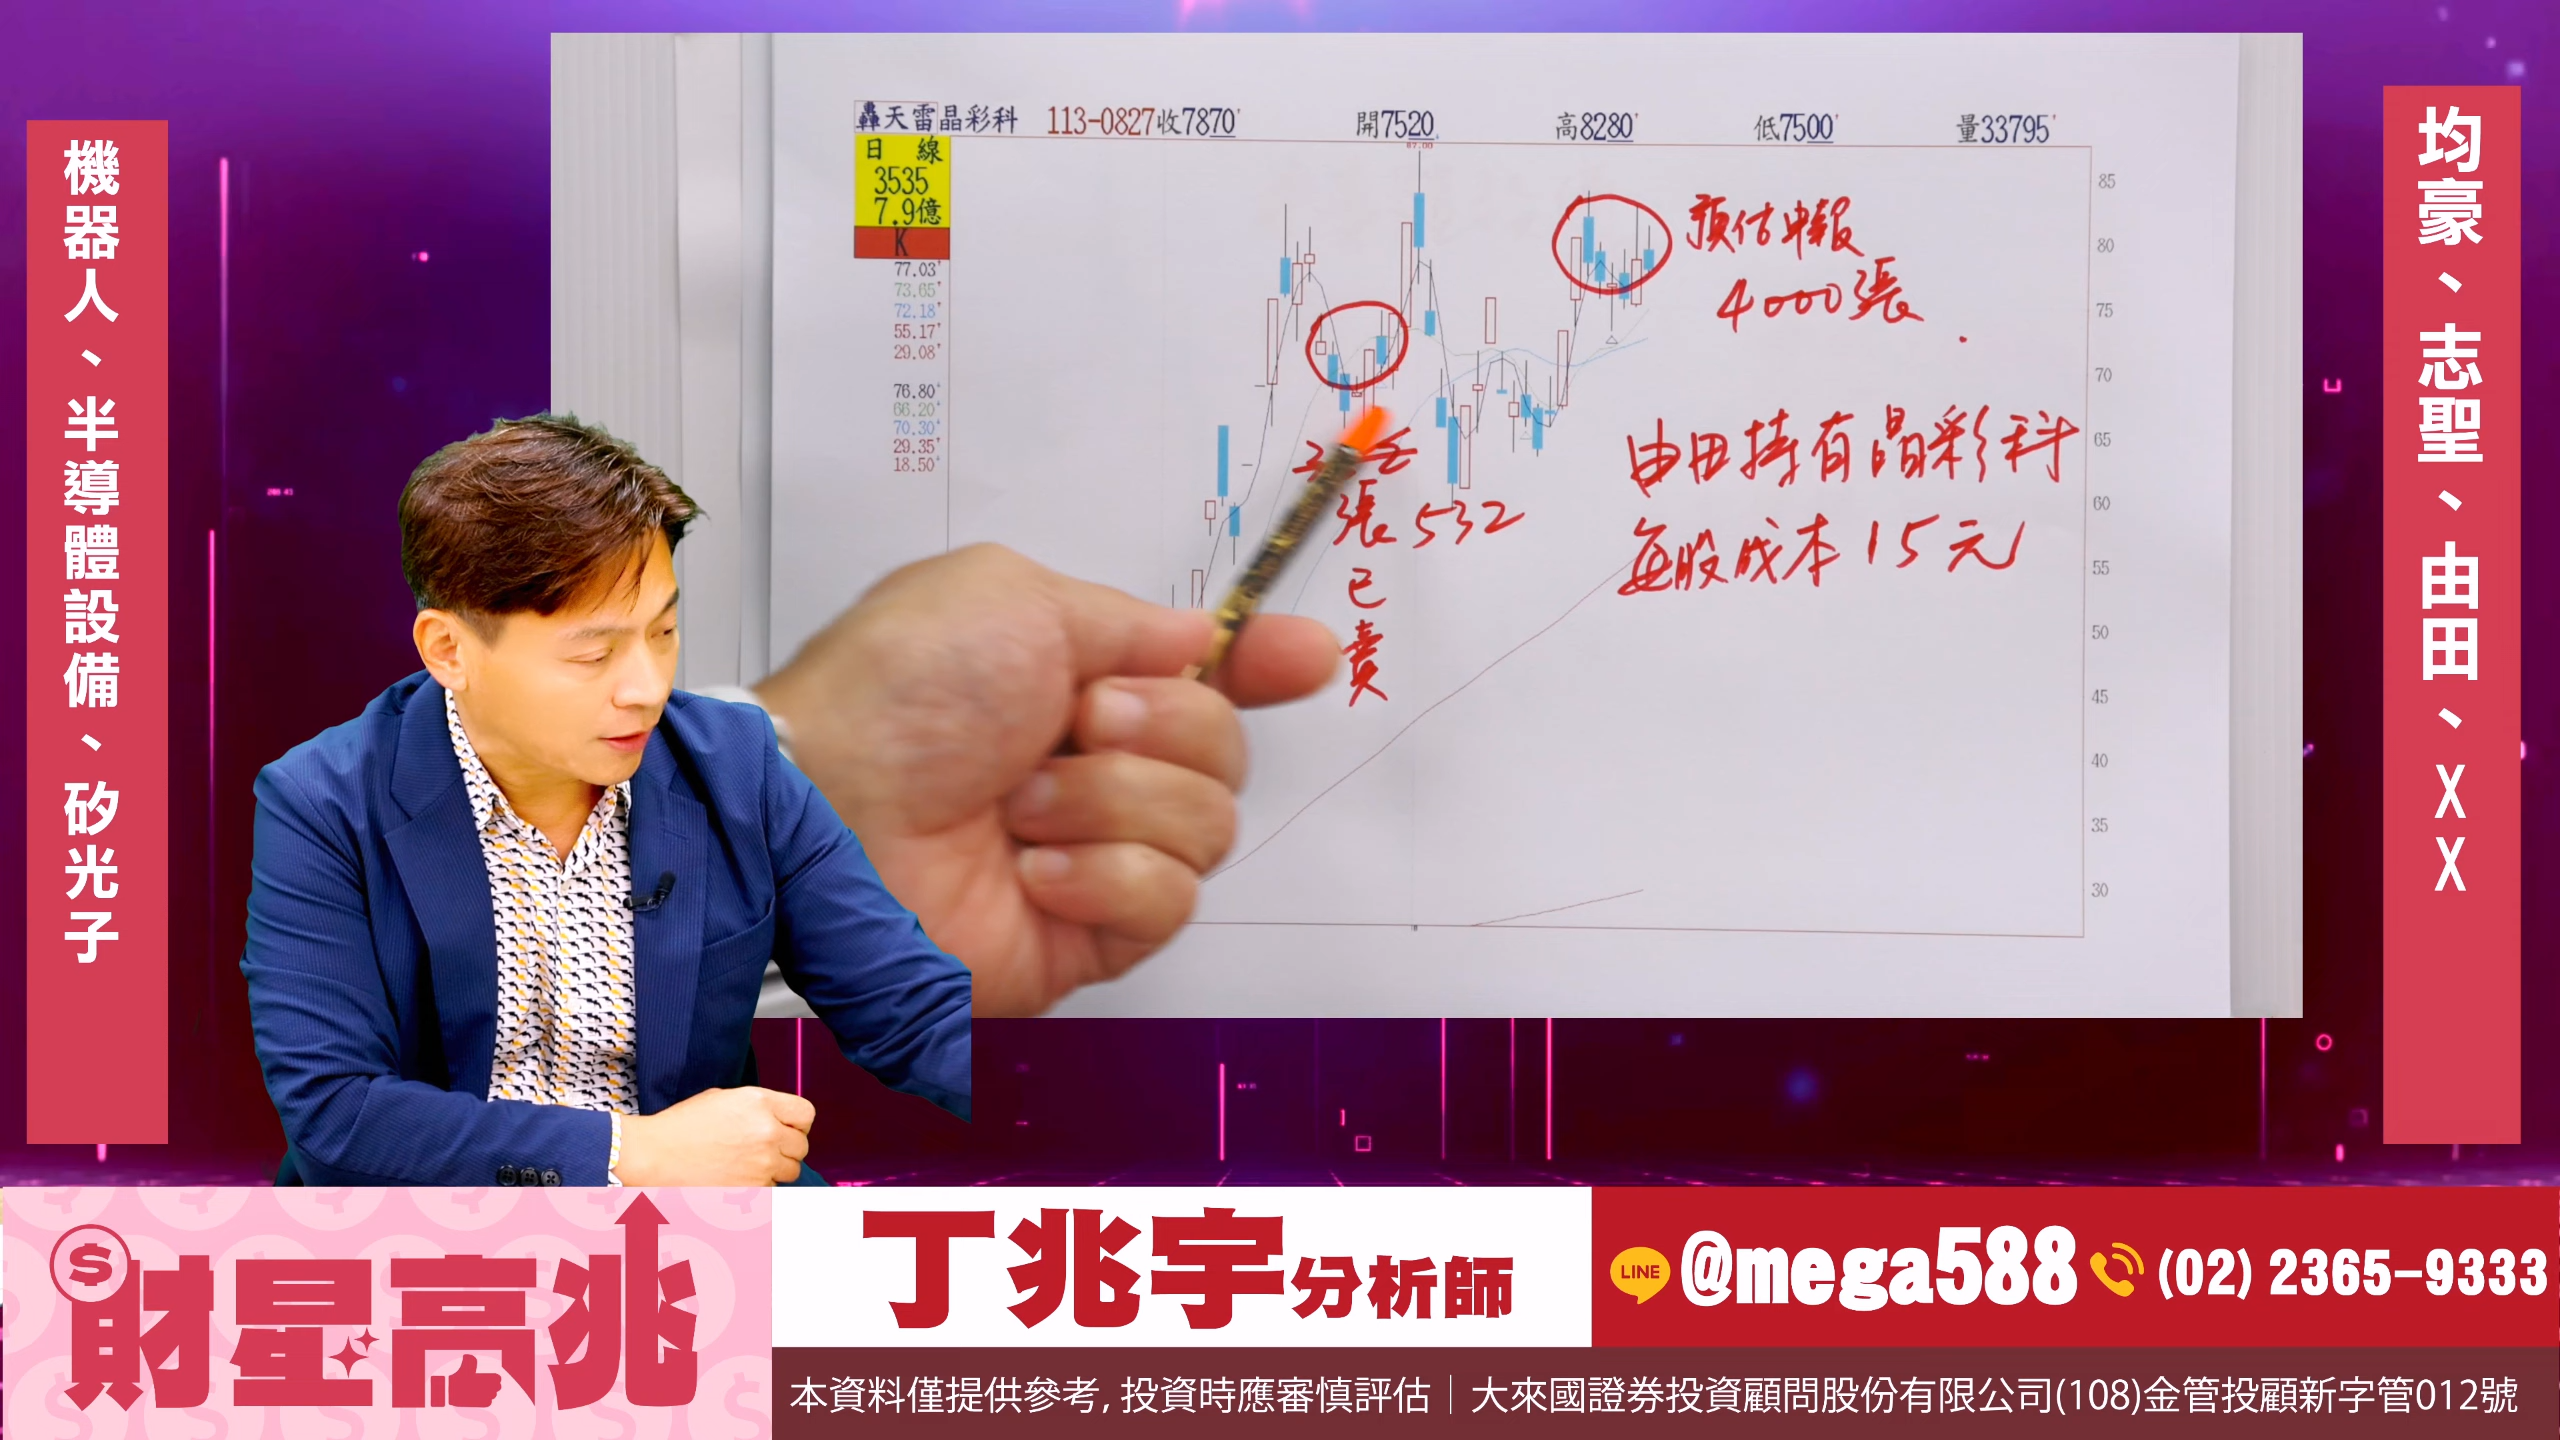 機器人、半導體設備、矽光子
均豪、志聖、由田、XX
轟天雷晶彩科 113-0827收7870 開7520 高8280 低7500 量33795
日 線
3535
7.9億
K
77.03
73.65
72.18
55.17
29.08
76.80
66.20
70.30
29.35
18.50
87.00
85
80
75
70
65
60
55
50
45
40
35
30
預估申報
4000張
由田持有晶彩科
每股成本15元
張532
已賣
財星高兆
丁兆宇分析師
LINE @mega588 (02) 2365-9333
本資料僅提供參考,投資時應審慎評估｜大來國證券投資顧問股份有限公司(108)金管投顧新字管012號